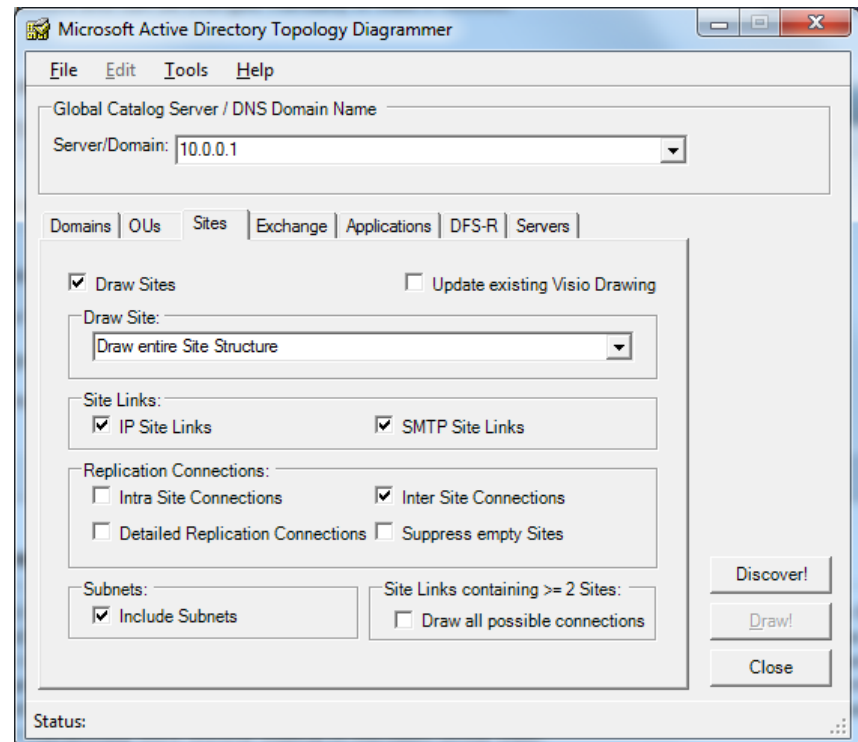 Microsoft Active Directory Topology Diagrammer
File Edit Tools Help
Global Catalog Server / DNS Domain Name
Server/Domain: 10.0.0.1
Domains OUs Sites Exchange Applications DFS-R Servers
Draw Sites Update existing Visio Drawing
Draw Site:
Draw entire Site Structure
Site Links:
IP Site Links SMTP Site Links
Replication Connections:
Intra Site Connections Inter Site Connections
Detailed Replication Connections Suppress empty Sites
Subnets: Site Links containing >= 2 Sites:
Include Subnets Draw all possible connections
Discover!
Draw!
Close
Status: